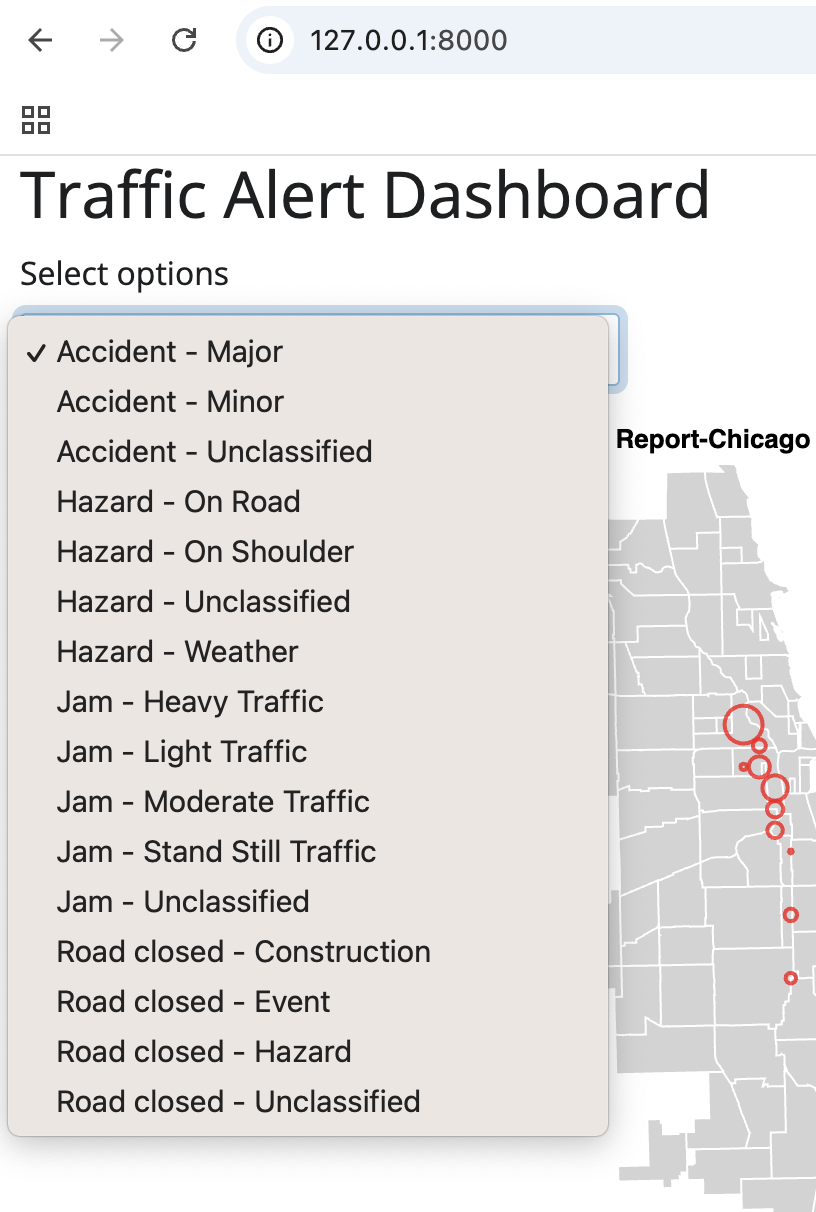 127.0.0.1:8000
Traffic Alert Dashboard
Select options
✓ Accident - Major
Accident - Minor
Accident - Unclassified
Hazard - On Road
Hazard - On Shoulder
Hazard - Unclassified
Hazard - Weather
Jam - Heavy Traffic
Jam - Light Traffic
Jam - Moderate Traffic
Jam - Stand Still Traffic
Jam - Unclassified
Road closed - Construction
Road closed - Event
Road closed - Hazard
Road closed - Unclassified
Report-Chicago